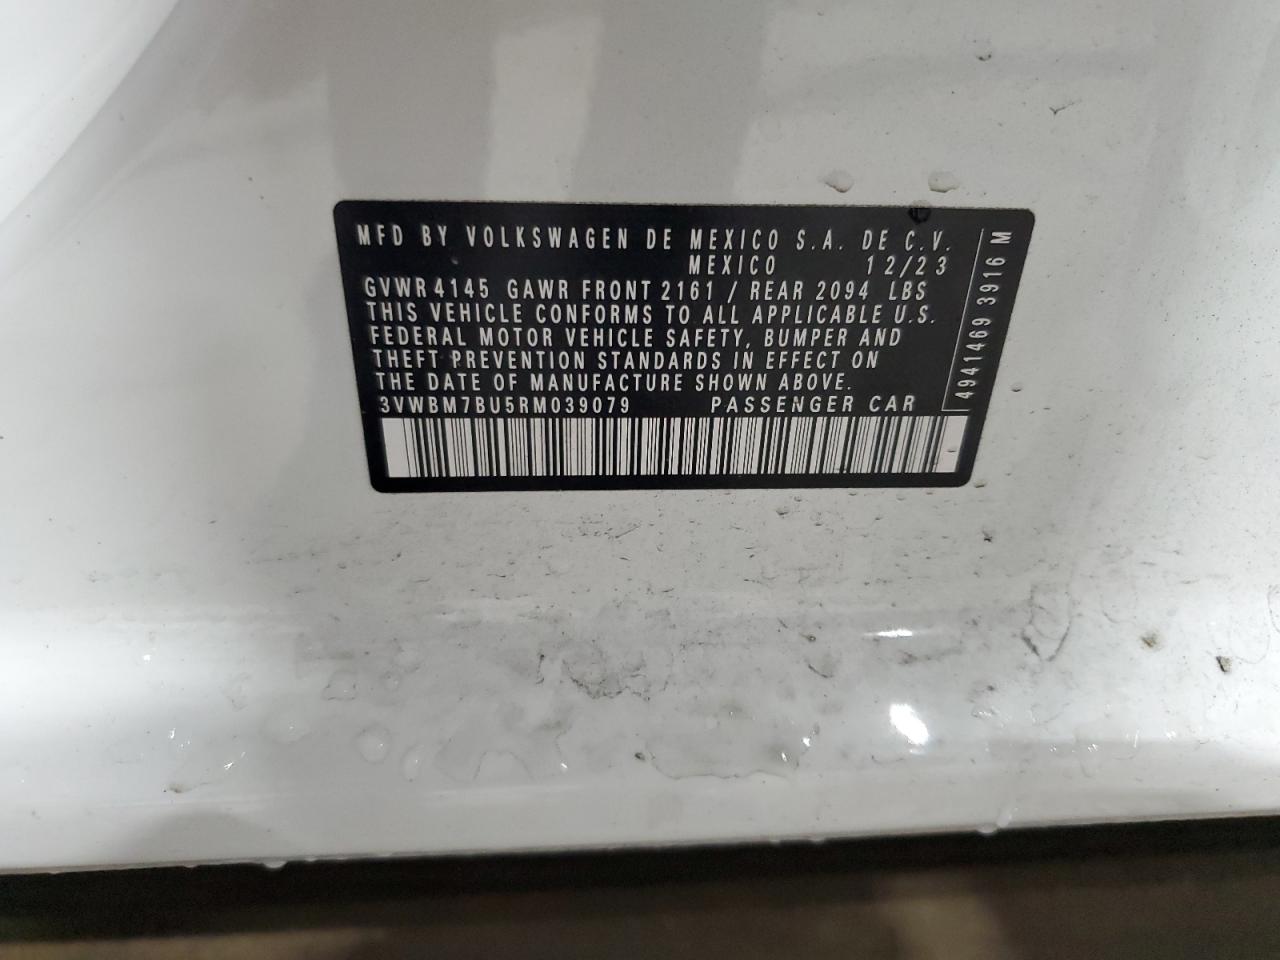 MFD BY VOLKSWAGEN DE MEXICO S.A. DE C.V.
MEXICO 12/23
GVWR 4145 GAWR FRONT 2161 / REAR 2094 LBS
THIS VEHICLE CONFORMS TO ALL APPLICABLE U.S.
FEDERAL MOTOR VEHICLE SAFETY, BUMPER AND
THEFT PREVENTION STANDARDS IN EFFECT ON
THE DATE OF MANUFACTURE SHOWN ABOVE.
3VWBM7BU5RM039079 PASSENGER CAR
4941469 3916 M